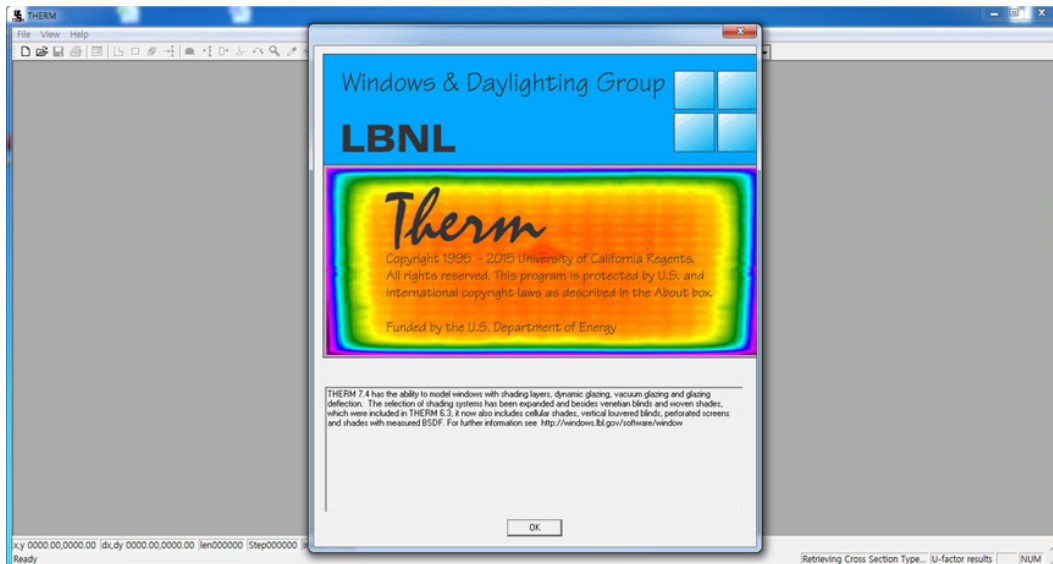 THERM
File View Help
Windows & Daylighting Group
LBNL
Therm
Copyright 1995 - 2015 University of California Regents.
All rights reserved. This program is protected by U.S. and
International copyright laws as described in the About box.
Funded by the U.S. Department of Energy
THERM 7.4 has the ability to model windows with shading layers, dynamic glazing, vacuum glazing and glazing
deflection. The selection of shading systems has been expanded and besides venetian blinds and woven shades,
which were included in THERM 6.3, it now also includes cellular shades, vertical louvered blinds, perforated screens
and shades with measured BSDF. For further information see http://windows.lbl.gov/software/window
OK
x,y 0000.00,0000.00 dx,dy 0000.00,0000.00 len000000 Step000000
Ready Retrieving Cross Section Type... U-factor results NUM